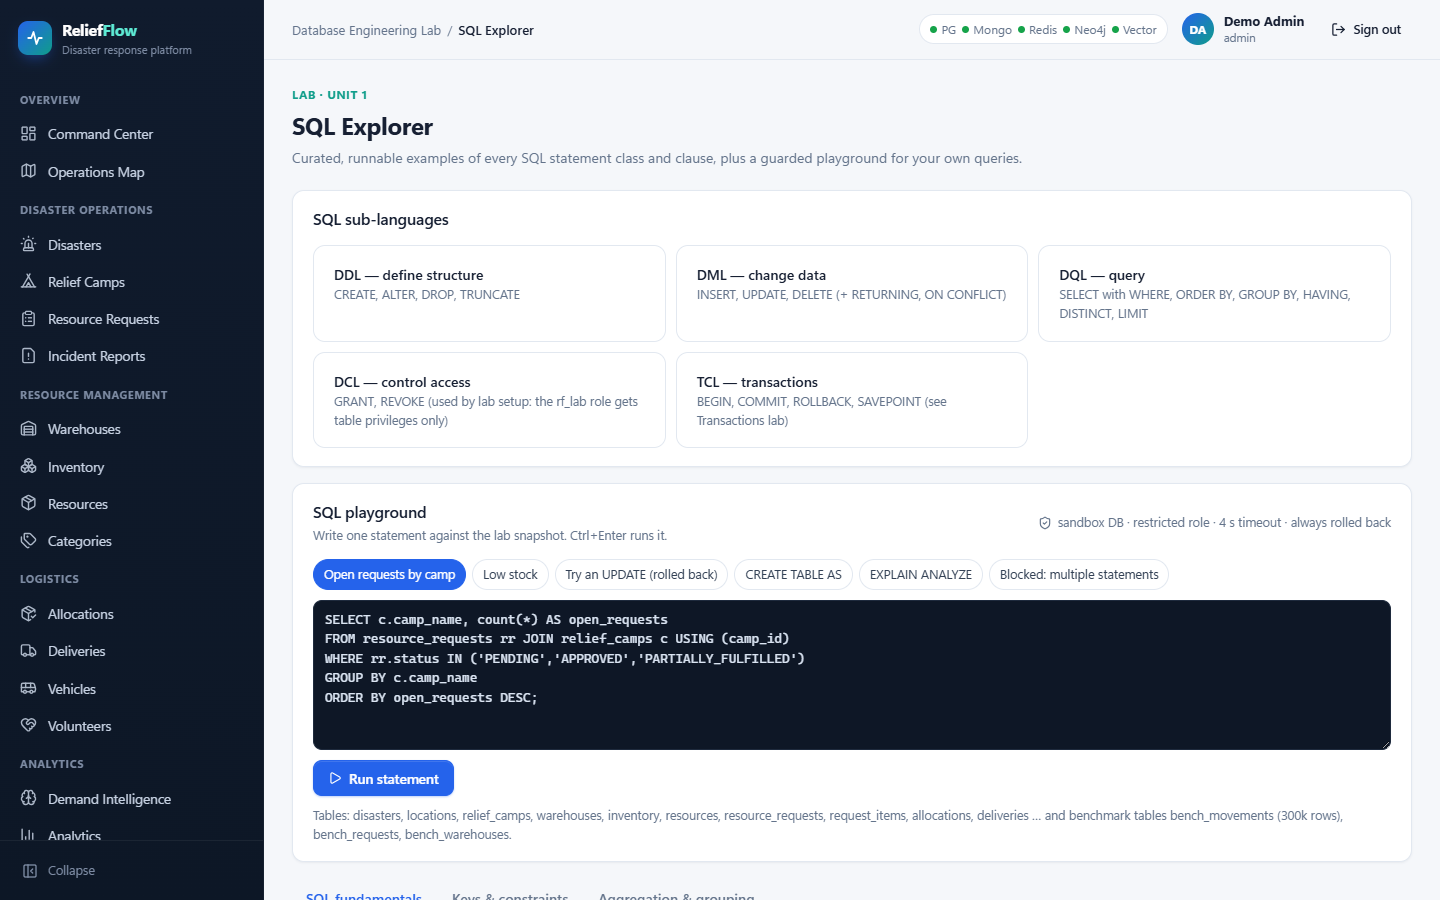 ReliefFlow
Disaster response platform
OVERVIEW
Command Center
Operations Map
DISASTER OPERATIONS
Disasters
Relief Camps
Resource Requests
Incident Reports
RESOURCE MANAGEMENT
Warehouses
Inventory
Resources
Categories
LOGISTICS
Allocations
Deliveries
Vehicles
Volunteers
ANALYTICS
Demand Intelligence
Analytics
Collapse
Database Engineering Lab / SQL Explorer
PG Mongo Redis Neo4j Vector
DA
Demo Admin
admin
Sign out
LAB · UNIT 1
SQL Explorer
Curated, runnable examples of every SQL statement class and clause, plus a guarded playground for your own queries.
SQL sub-languages
DDL — define structure
CREATE, ALTER, DROP, TRUNCATE
DML — change data
INSERT, UPDATE, DELETE (+ RETURNING, ON CONFLICT)
DQL — query
SELECT with WHERE, ORDER BY, GROUP BY, HAVING,
DISTINCT, LIMIT
DCL — control access
GRANT, REVOKE (used by lab setup: the rf_lab role gets
table privileges only)
TCL — transactions
BEGIN, COMMIT, ROLLBACK, SAVEPOINT (see
Transactions lab)
SQL playground
Write one statement against the lab snapshot. Ctrl+Enter runs it.
sandbox DB · restricted role · 4 s timeout · always rolled back
Open requests by camp
Low stock
Try an UPDATE (rolled back)
CREATE TABLE AS
EXPLAIN ANALYZE
Blocked: multiple statements
SELECT c.camp_name, count(*) AS open_requests
FROM resource_requests rr JOIN relief_camps c USING (camp_id)
WHERE rr.status IN ('PENDING','APPROVED','PARTIALLY_FULFILLED')
GROUP BY c.camp_name
ORDER BY open_requests DESC;
Run statement
Tables: disasters, locations, relief_camps, warehouses, inventory, resources, resource_requests, request_items, allocations, deliveries … and benchmark tables bench_movements (300k rows),
bench_requests, bench_warehouses.
SQL fundamentals
Keys & constraints
Aggregation & grouping